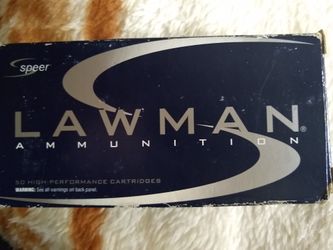 speer
LAWMAN®
AMMUNITION
50 HIGH PERFORMANCE CARTRIDGES
WARNING: See all warnings on back panel.